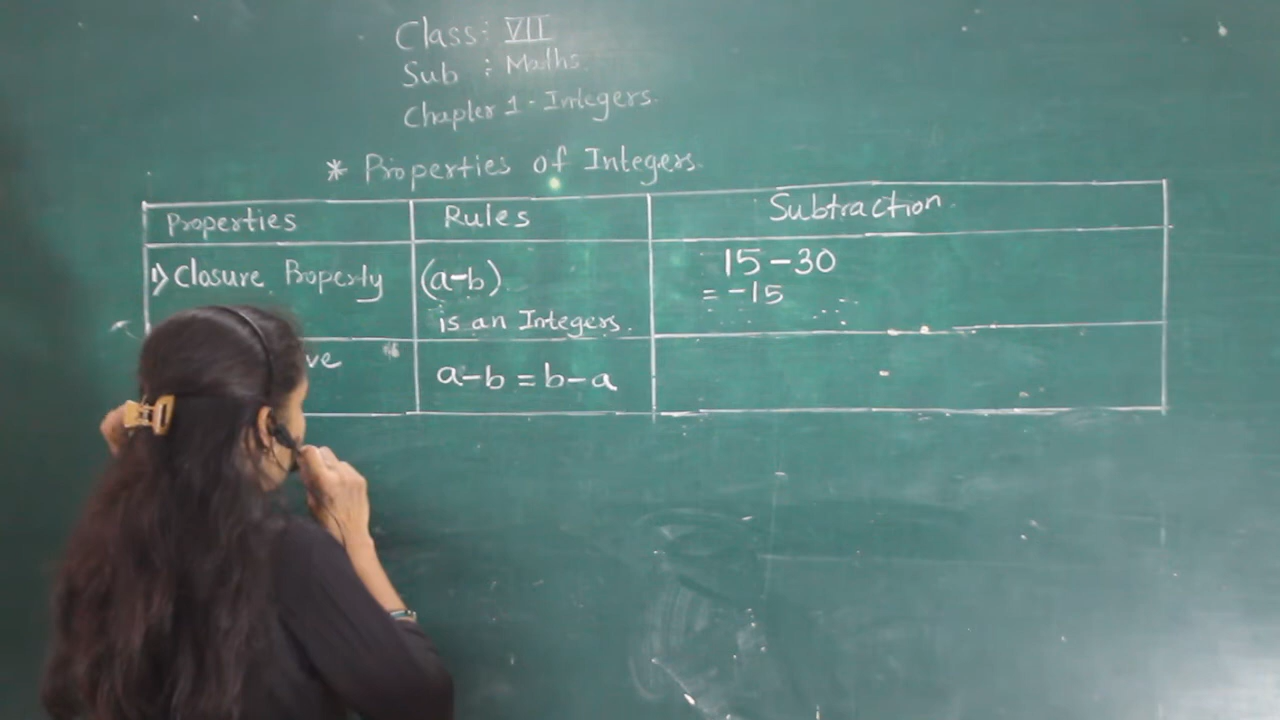 Class: VII
Sub : Maths.
Chapter 1 - Integers.
* Properties of Integers.
Properties Rules Subtraction.
1) Closure Property (a-b) 15-30
= -15
is an Integers.
ve a-b = b-a